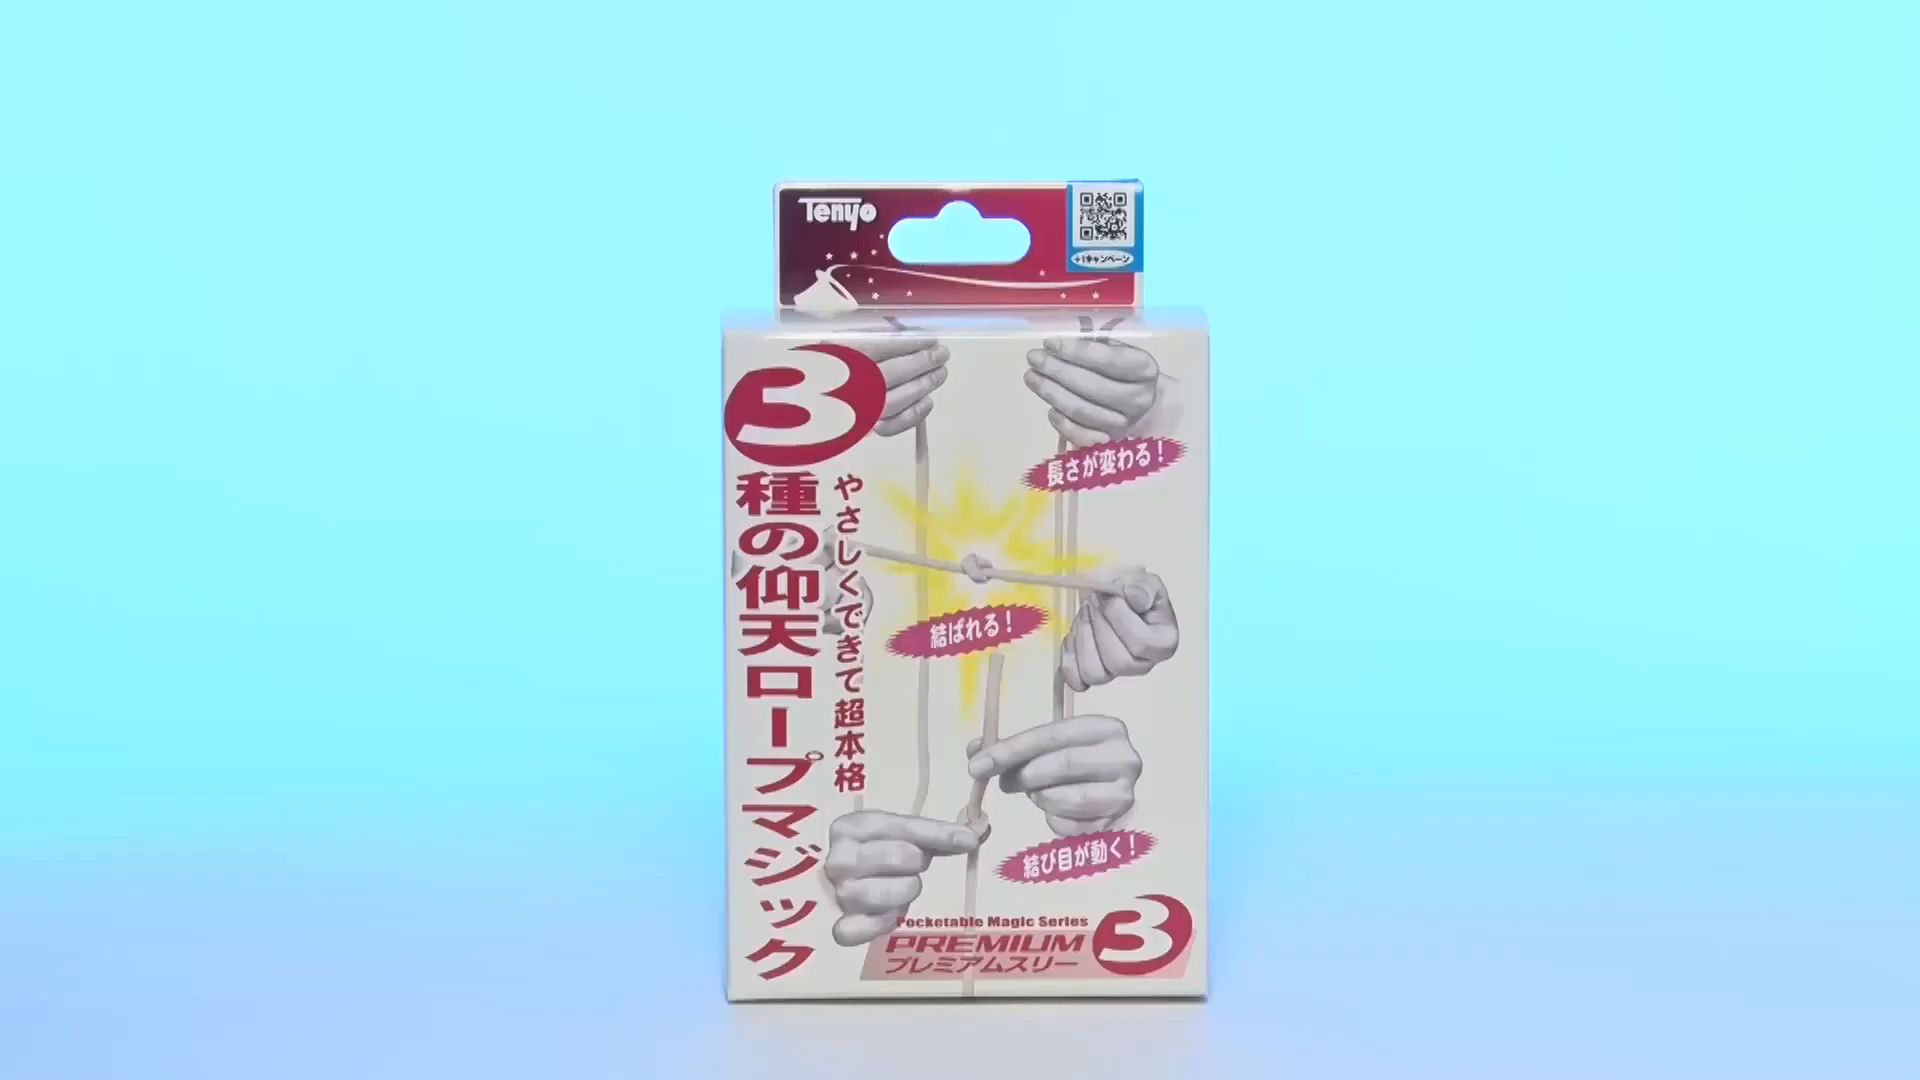 Tenyo
+1キャンペーン
3種の仰天ロープマジック
やさしくできて超本格
長さが変わる!
結ばれる!
結び目が動く!
Pocketable Magic Series
PREMIUM 3
プレミアムスリー